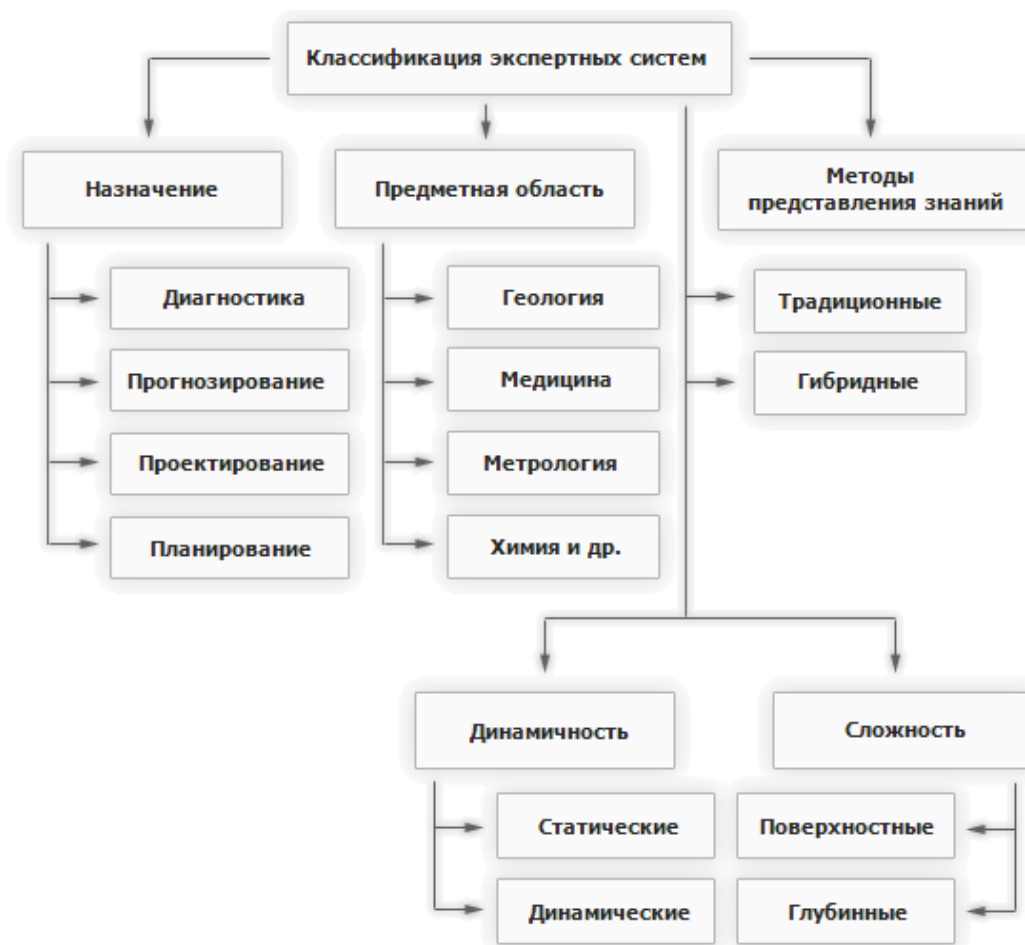 Классификация экспертных систем
Назначение
Предметная область
Методы
представления знаний
Диагностика
Геология
Традиционные
Прогнозирование
Медицина
Гибридные
Проектирование
Метрология
Планирование
Химия и др.
Динамичность
Сложность
Статические
Поверхностные
Динамические
Глубинные